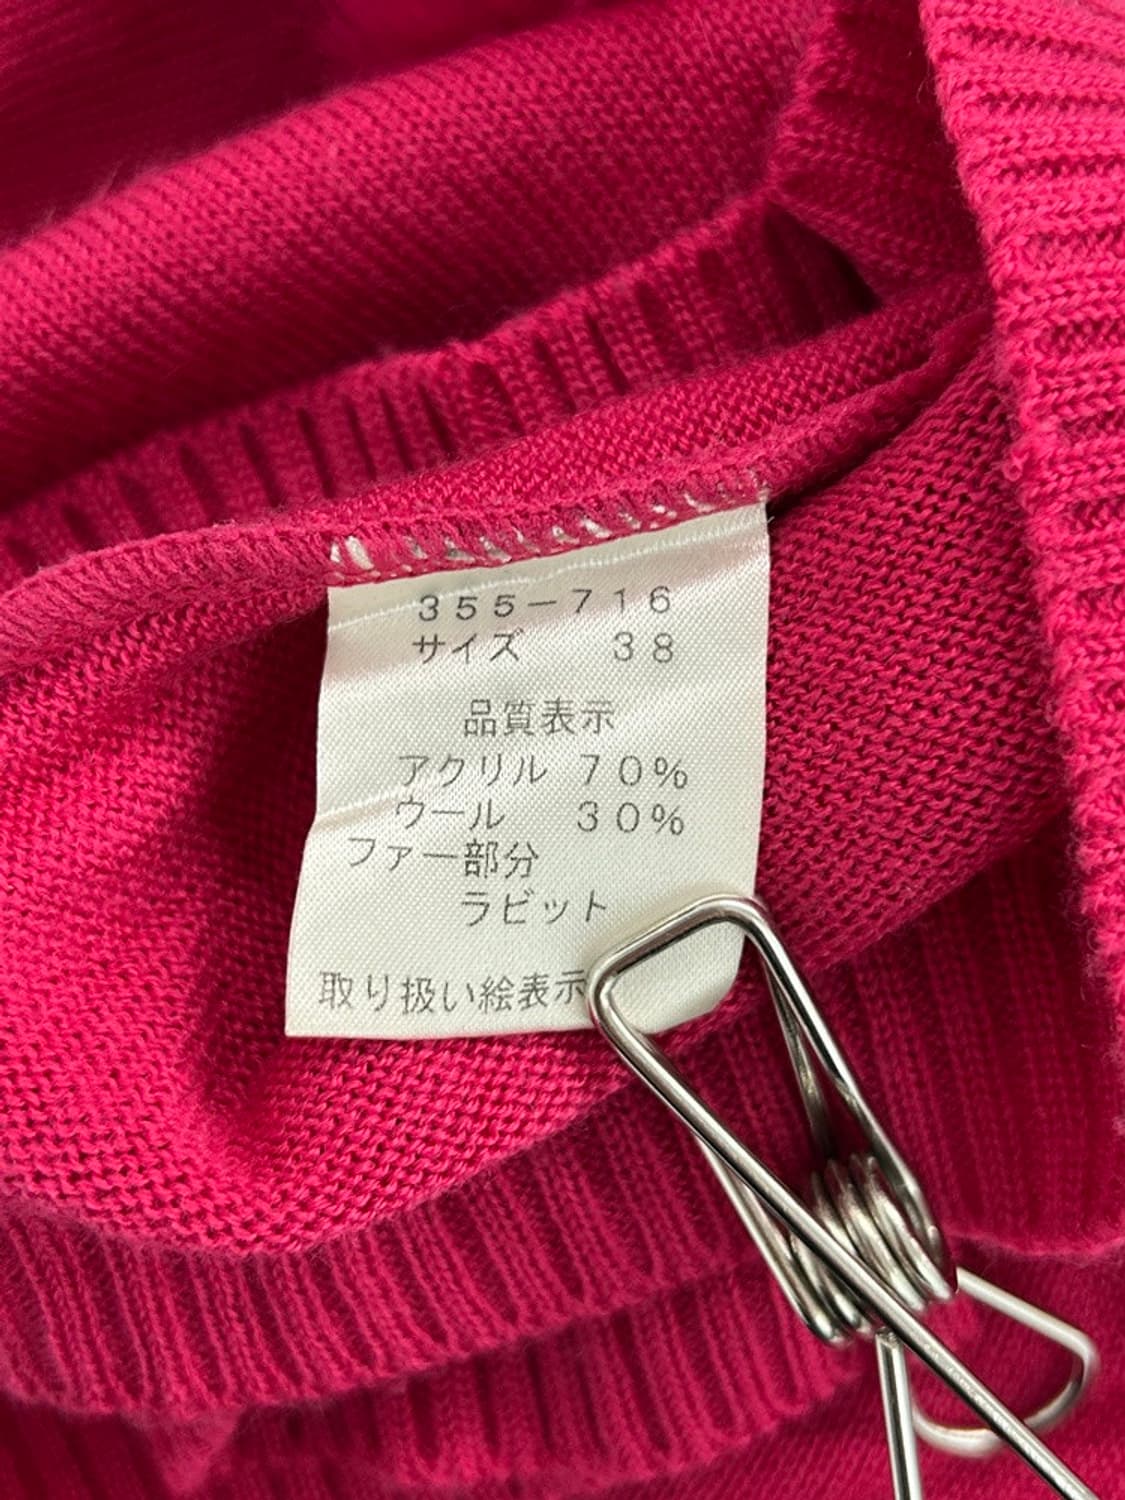 355-716
サイズ 38
品質表示
アクリル 70%
ウール 30%
ファー部分
ラビット
取り扱い絵表示